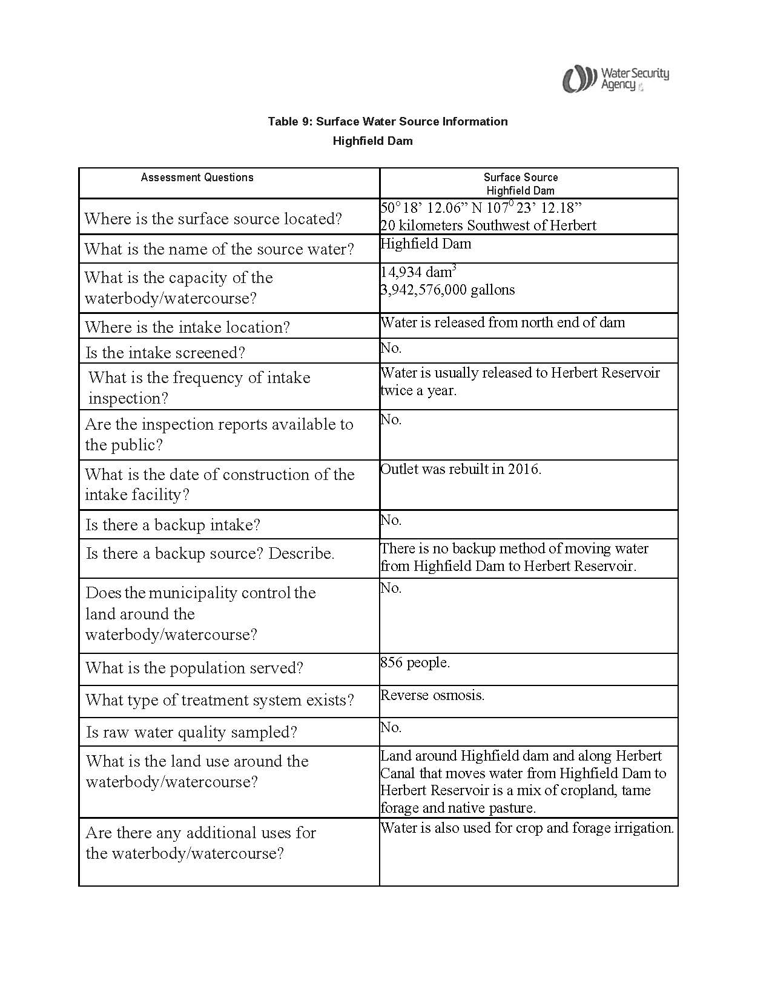 Water Security
Agency
Table 9: Surface Water Source Information
Highfield Dam
Assessment Questions
Surface Source
Highfield Dam
Where is the surface source located?
50° 18’ 12.06” N 107⁰ 23’ 12.18”
20 kilometers Southwest of Herbert
What is the name of the source water?
Highfield Dam
What is the capacity of the
waterbody/watercourse?
14,934 dam³
3,942,576,000 gallons
Where is the intake location?
Water is released from north end of dam
Is the intake screened?
No.
What is the frequency of intake
inspection?
Water is usually released to Herbert Reservoir
twice a year.
Are the inspection reports available to
the public?
No.
What is the date of construction of the
intake facility?
Outlet was rebuilt in 2016.
Is there a backup intake?
No.
Is there a backup source? Describe.
There is no backup method of moving water
from Highfield Dam to Herbert Reservoir.
Does the municipality control the
land around the
waterbody/watercourse?
No.
What is the population served?
856 people.
What type of treatment system exists?
Reverse osmosis.
Is raw water quality sampled?
No.
What is the land use around the
waterbody/watercourse?
Land around Highfield dam and along Herbert
Canal that moves water from Highfield Dam to
Herbert Reservoir is a mix of cropland, tame
forage and native pasture.
Are there any additional uses for
the waterbody/watercourse?
Water is also used for crop and forage irrigation.